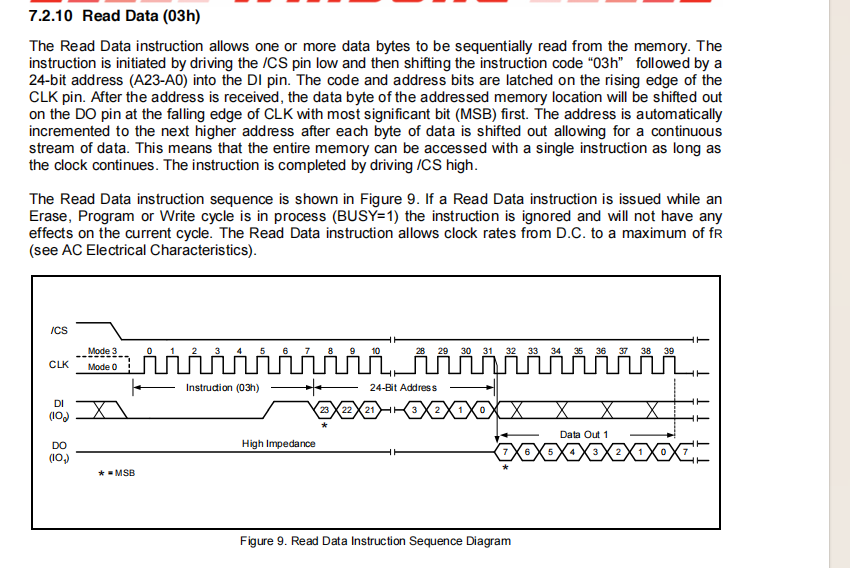 7.2.10 Read Data (03h)
The Read Data instruction allows one or more data bytes to be sequentially read from the memory. The
instruction is initiated by driving the /CS pin low and then shifting the instruction code “03h” followed by a
24-bit address (A23-A0) into the DI pin. The code and address bits are latched on the rising edge of the
CLK pin. After the address is received, the data byte of the addressed memory location will be shifted out
on the DO pin at the falling edge of CLK with most significant bit (MSB) first. The address is automatically
incremented to the next higher address after each byte of data is shifted out allowing for a continuous
stream of data. This means that the entire memory can be accessed with a single instruction as long as
the clock continues. The instruction is completed by driving /CS high.
The Read Data instruction sequence is shown in Figure 9. If a Read Data instruction is issued while an
Erase, Program or Write cycle is in process (BUSY=1) the instruction is ignored and will not have any
effects on the current cycle. The Read Data instruction allows clock rates from D.C. to a maximum of fR
(see AC Electrical Characteristics).
/CS
Mode 3 0 1 2 3 4 5 6 7 8 9 10 28 29 30 31 32 33 34 35 36 37 38 39
CLK Mode 0
Instruction (03h) 24-Bit Address
DI
(IO0) 23 22 21 3 2 1 0
*
Data Out 1
DO High Impedance
(IO1) 7 6 5 4 3 2 1 0 7
*
* = MSB
Figure 9. Read Data Instruction Sequence Diagram